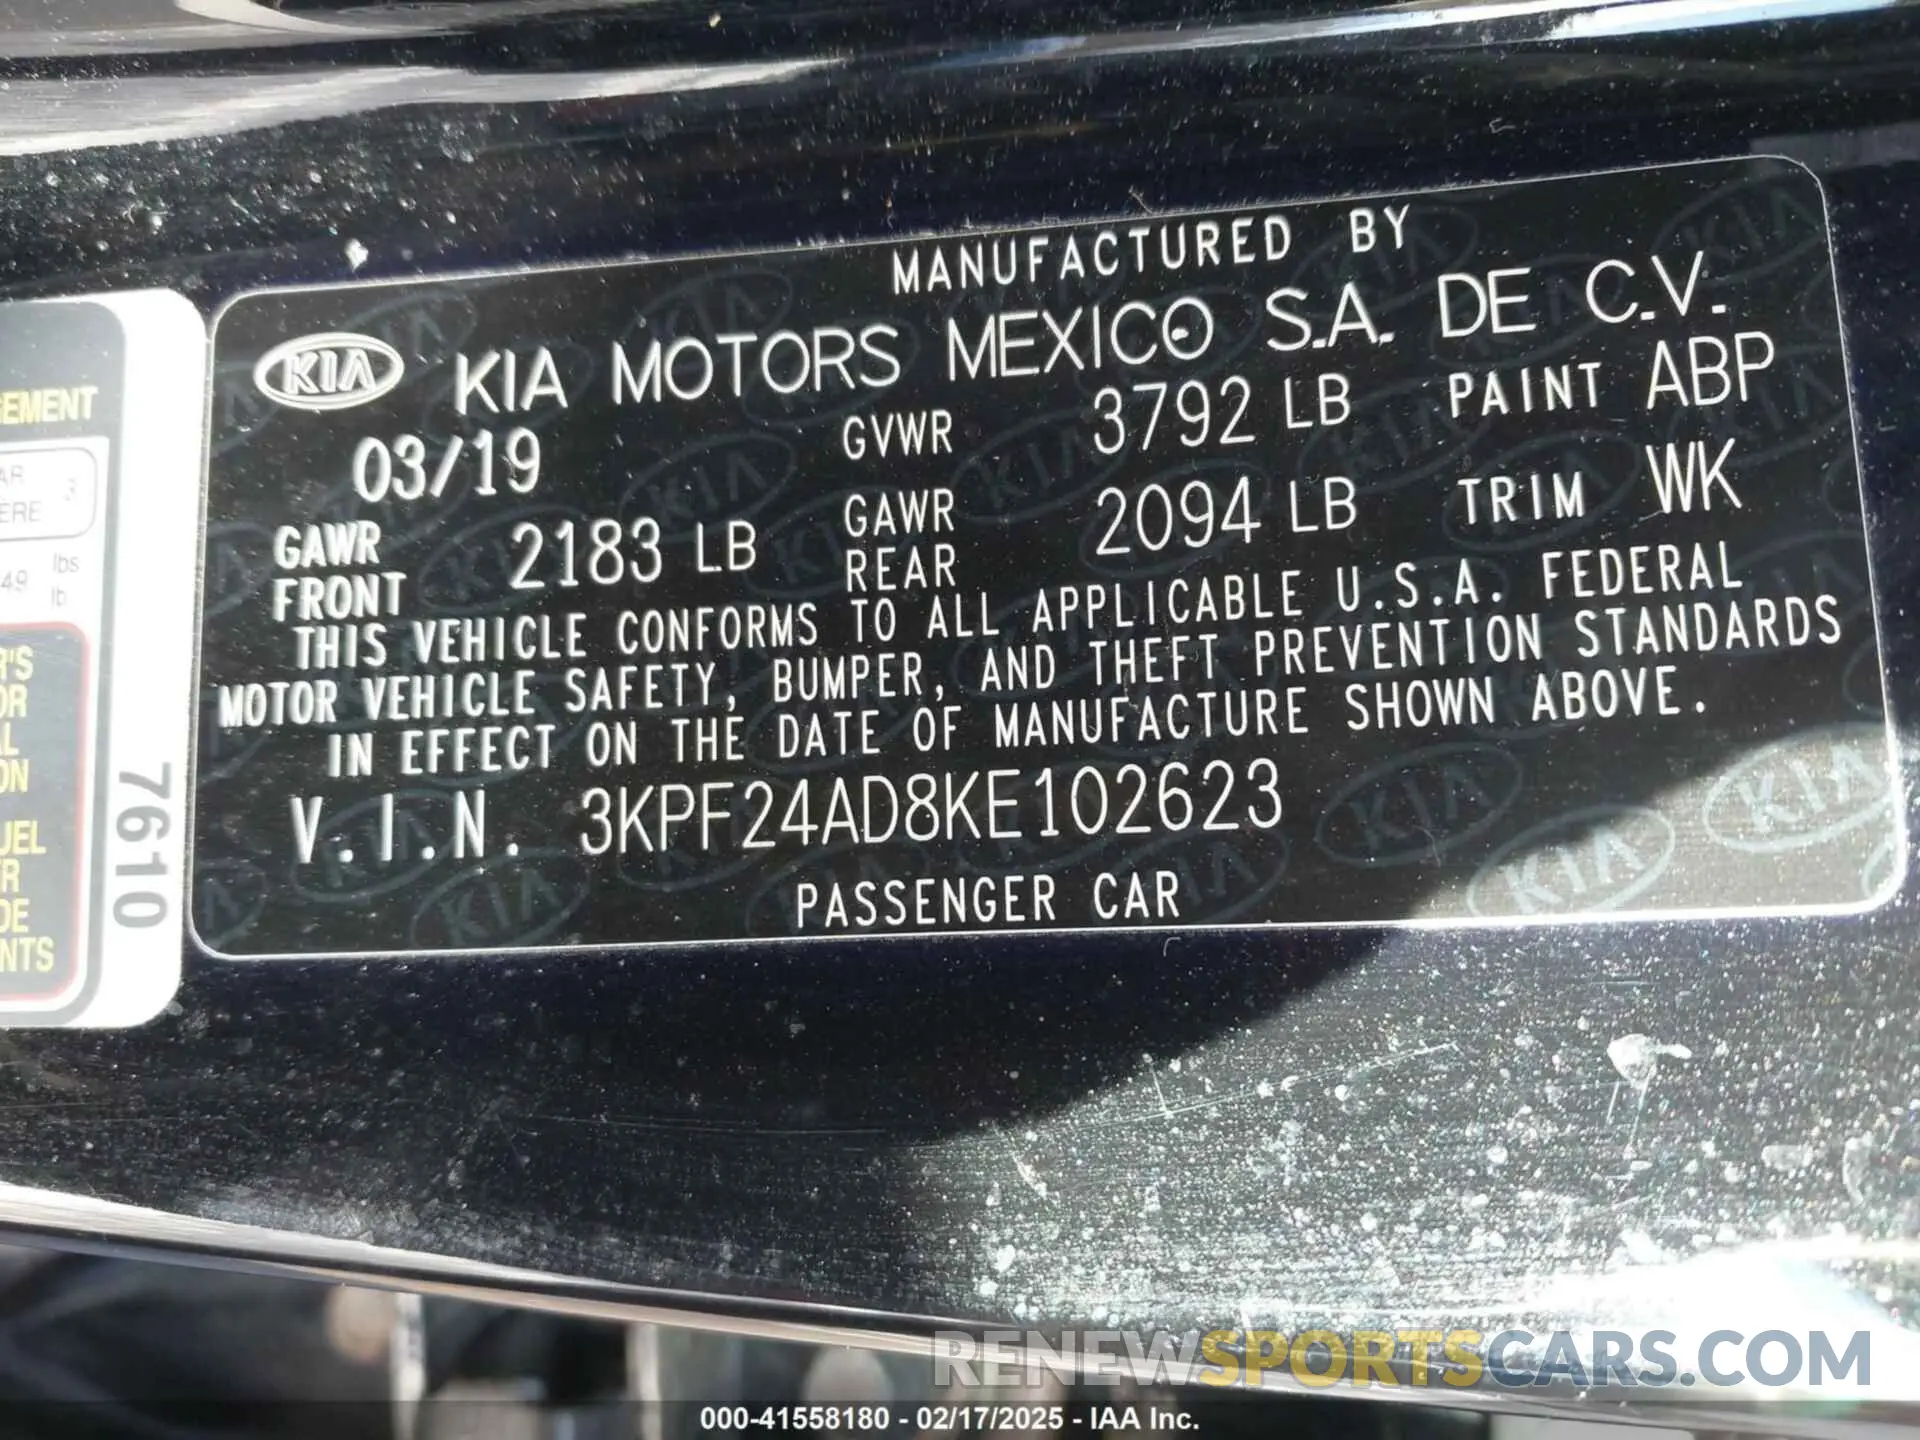 MANUFACTURED BY
KIA KIA MOTORS MEXICO S.A. DE C.V.
03/19 GVWR 3792 LB PAINT ABP
GAWR FRONT 2183 LB GAWR REAR 2094 LB TRIM WK
THIS VEHICLE CONFORMS TO ALL APPLICABLE U.S.A. FEDERAL
MOTOR VEHICLE SAFETY, BUMPER, AND THEFT PREVENTION STANDARDS
IN EFFECT ON THE DATE OF MANUFACTURE SHOWN ABOVE.
V.I.N. 3KPF24AD8KE102623
PASSENGER CAR
7610
lbs
lb
RENEWSPORTSCARS.COM
000-41558180 - 02/17/2025 - IAA Inc.